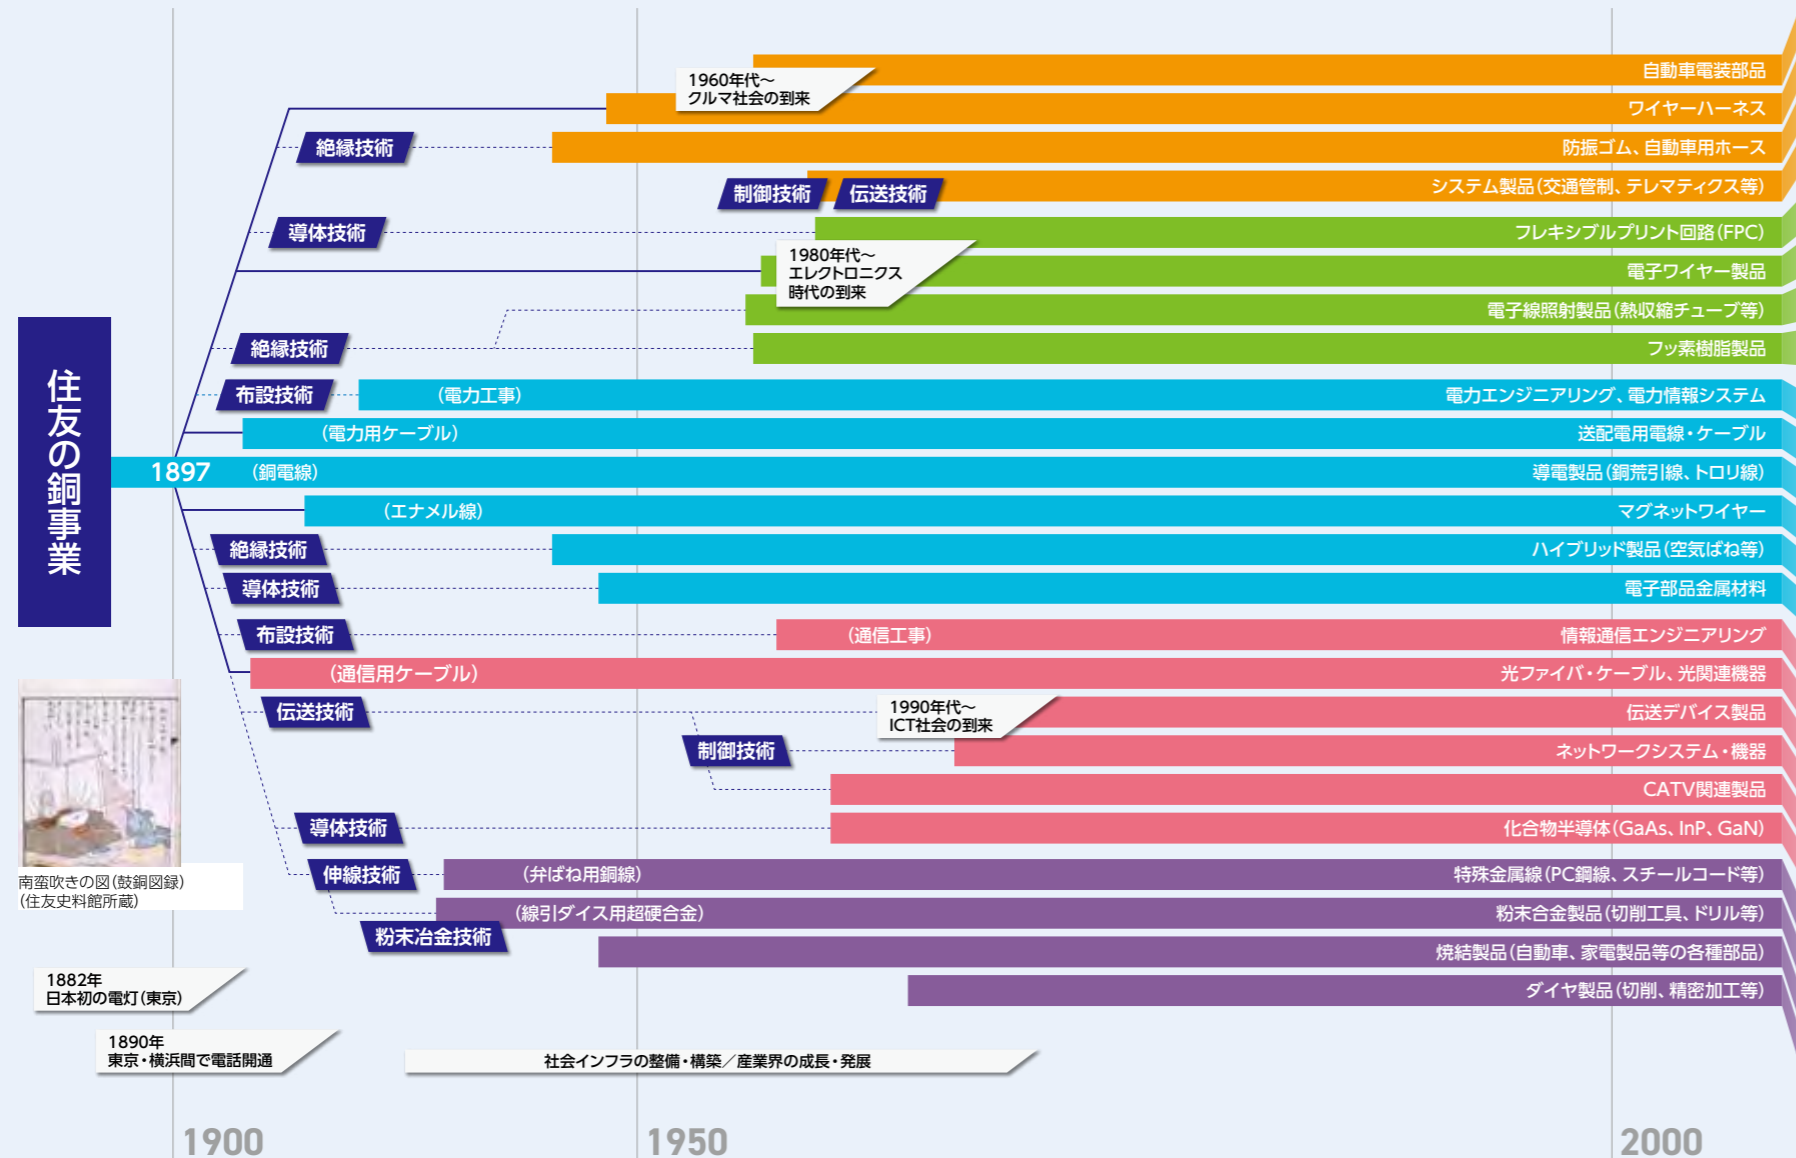 1960年代～
クルマ社会の到来
自動車電装部品
ワイヤーハーネス
絶縁技術
防振ゴム、自動車用ホース
制御技術
伝送技術
システム製品（交通管制、テレマティクス等）
導体技術
フレキシブルプリント回路（FPC）
1980年代～
エレクトロニクス
時代の到来
電子ワイヤー製品
電子線照射製品（熱収縮チューブ等）
絶縁技術
フッ素樹脂製品
住友の銅事業
布設技術
（電力工事）
電力エンジニアリング、電力情報システム
（電力用ケーブル）
送配電用電線・ケーブル
1897
（銅電線）
導電製品（銅荒引線、トロリ線）
（エナメル線）
マグネットワイヤー
絶縁技術
ハイブリッド製品（空気ばね等）
導体技術
電子部品金属材料
布設技術
（通信工事）
情報通信エンジニアリング
（通信用ケーブル）
光ファイバ・ケーブル、光関連機器
伝送技術
1990年代～
ICT社会の到来
伝送デバイス製品
制御技術
ネットワークシステム・機器
CATV関連製品
導体技術
化合物半導体（GaAs、InP、GaN）
伸線技術
（弁ばね用鋼線）
特殊金属線（PC鋼線、スチールコード等）
（線引ダイス用超硬合金）
粉末合金製品（切削工具、ドリル等）
粉末冶金技術
焼結製品（自動車、家電製品等の各種部品）
ダイヤ製品（切削、精密加工等）
南蛮吹きの図（鼓銅図録）
（住友史料館所蔵）
1882年
日本初の電灯（東京）
1890年
東京・横浜間で電話開通
社会インフラの整備・構築／産業界の成長・発展
1900
1950
2000